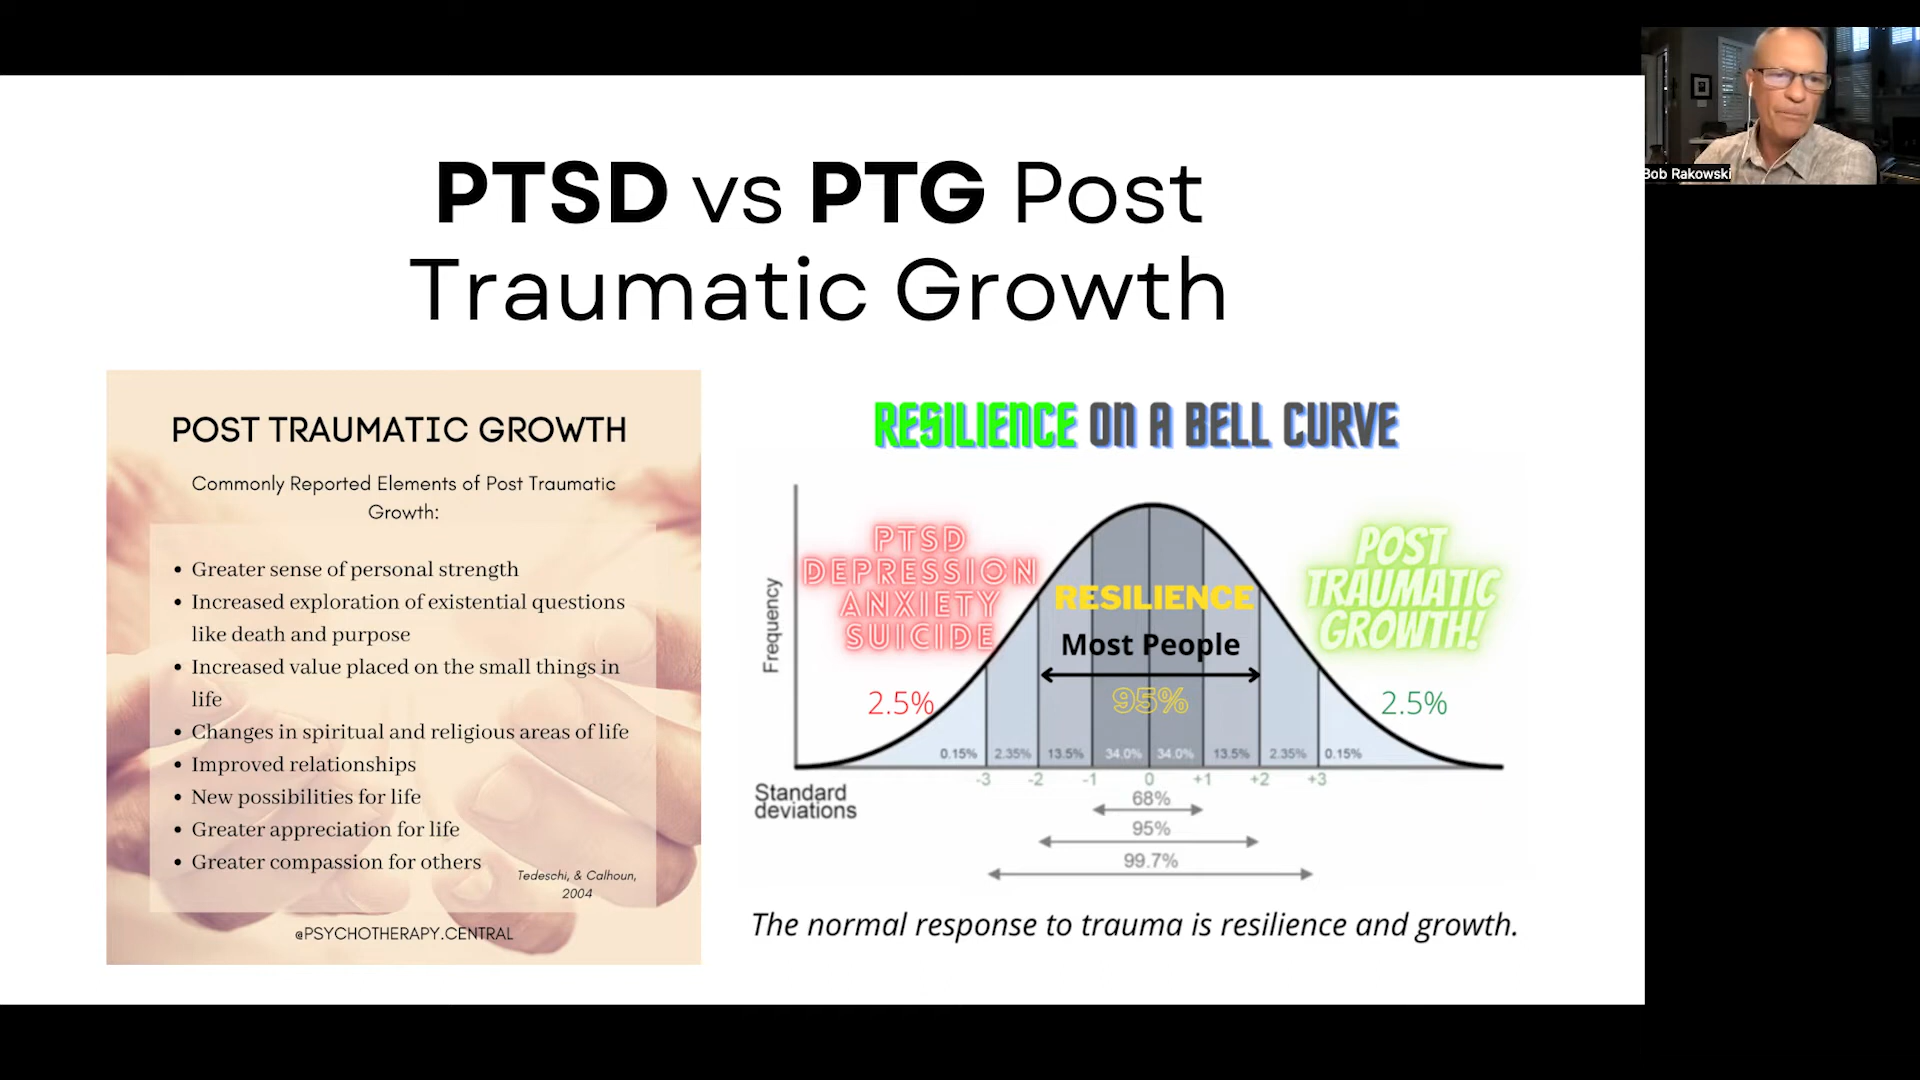 Bob Rakowski
PTSD vs PTG Post
Traumatic Growth
POST TRAUMATIC GROWTH
Commonly Reported Elements of Post Traumatic
Growth:
• Greater sense of personal strength
• Increased exploration of existential questions
like death and purpose
• Increased value placed on the small things in
life
• Changes in spiritual and religious areas of life
• Improved relationships
• New possibilities for life
• Greater appreciation for life
• Greater compassion for others
Tedeschi, & Calhoun,
2004
@PSYCHOTHERAPY.CENTRAL
RESILIENCE ON A BELL CURVE
Frequency
PTSD
DEPRESSION
ANXIETY
SUICIDE
2.5%
RESILIENCE
Most People
95%
POST
TRAUMATIC
GROWTH!
2.5%
0.15% 2.35% 13.5% 34.0% 34.0% 13.5% 2.35% 0.15%
-3 -2 -1 0 +1 +2 +3
Standard
deviations
68%
95%
99.7%
The normal response to trauma is resilience and growth.